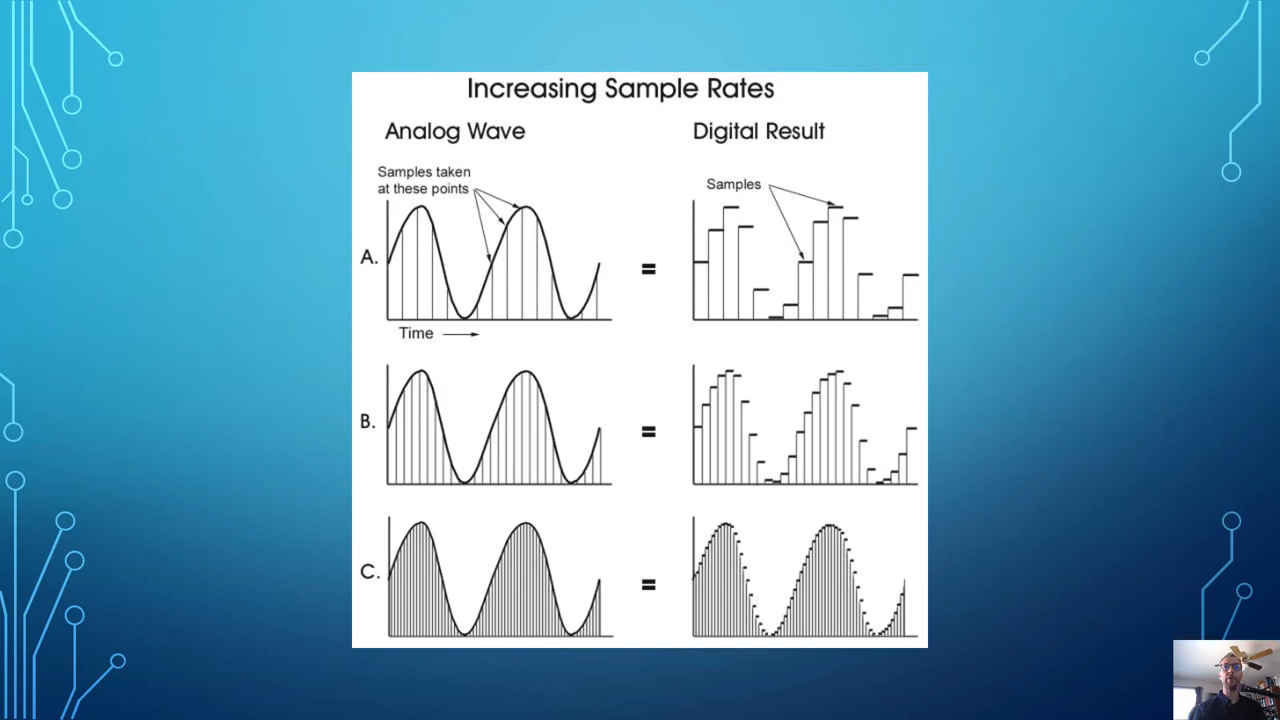 Increasing Sample Rates
Analog Wave
Digital Result
Samples taken
at these points
Samples
A.
=
Time
B.
=
C.
=